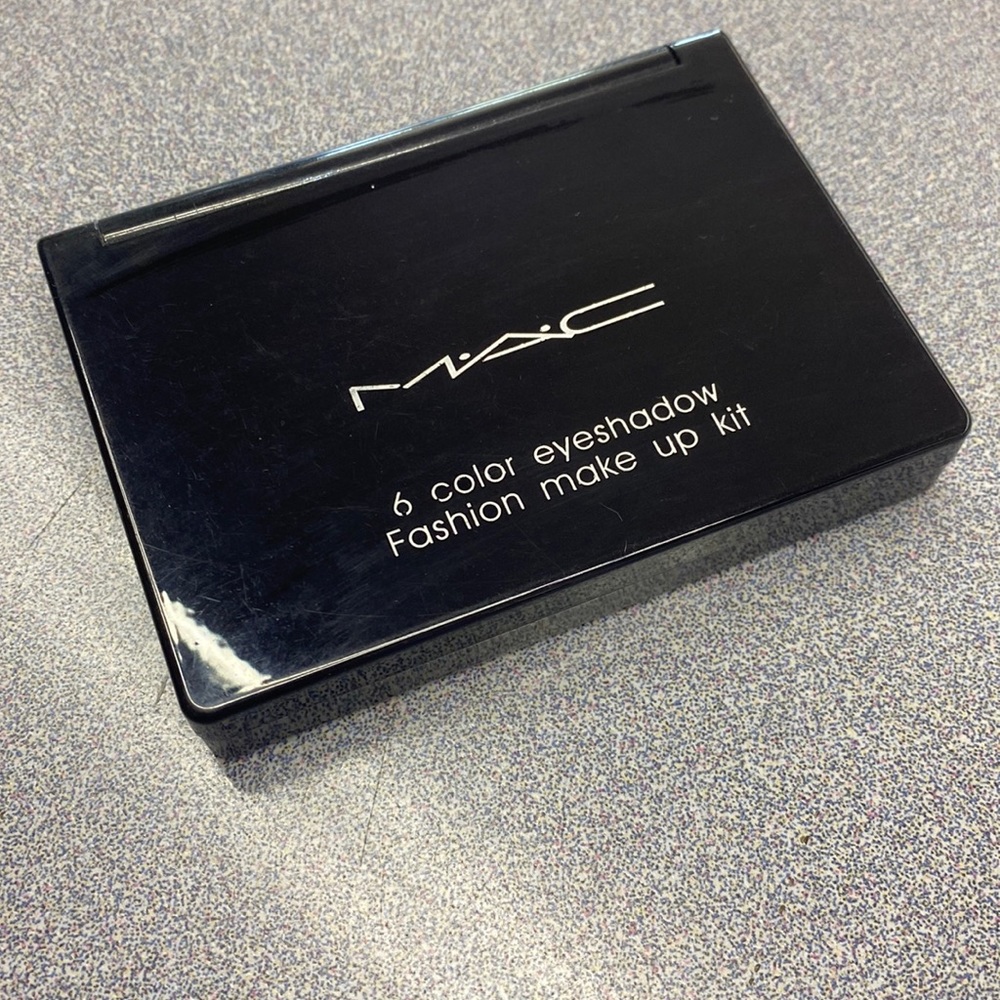 MAC
6 color eyeshadow
Fashion make up kit